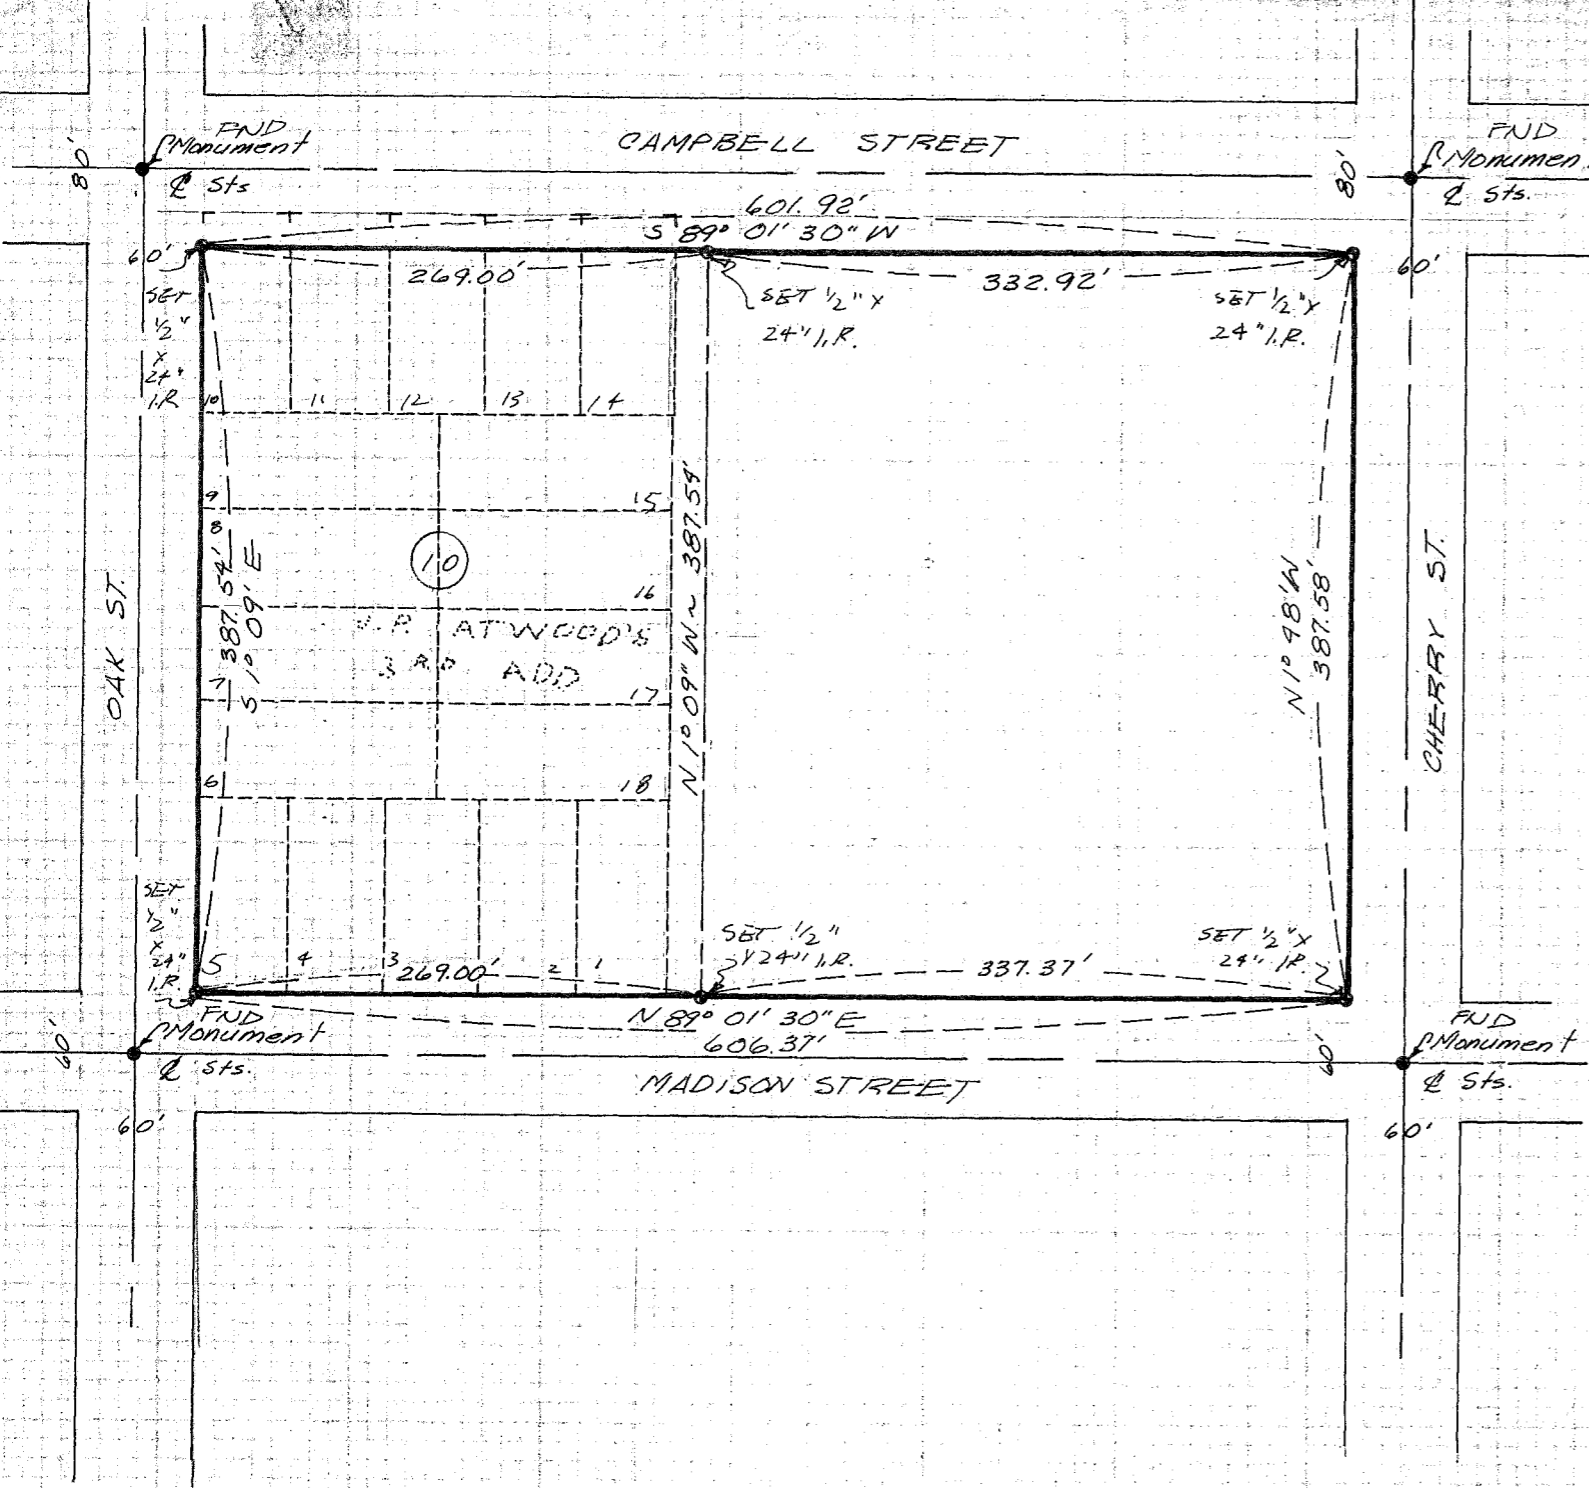 FND
Monument
℄ Sts
80'
CAMPBELL STREET
80'
FND
Monumen
℄ Sts.
601.92'
S 89° 01' 30" W
60'
269.00'
332.92'
60'
SET
1/2"
X
24"
I.R.
SET 1/2" X
24" I.R.
SET 1/2" X
24" I.R.
10 11 12 13 14
9 15
8
10
16
ATWOOD'S
3RD ADD
7 17
6 18
387.54'
S 1° 09' E
N 1° 09" W ~ 387.54'
N 1° 48' W
387.58'
OAK ST.
CHERRY ST.
SET
1/2"
X
24"
I.R.
SET 1/2"
X 24" I.R.
SET 1/2" X
24" I.R.
5 4 3 2 1
269.00'
337.37'
N 89° 01' 30" E
606.37'
FND
Monument
℄ Sts.
60'
MADISON STREET
60'
FND
Monument
℄ Sts.
60'
60'